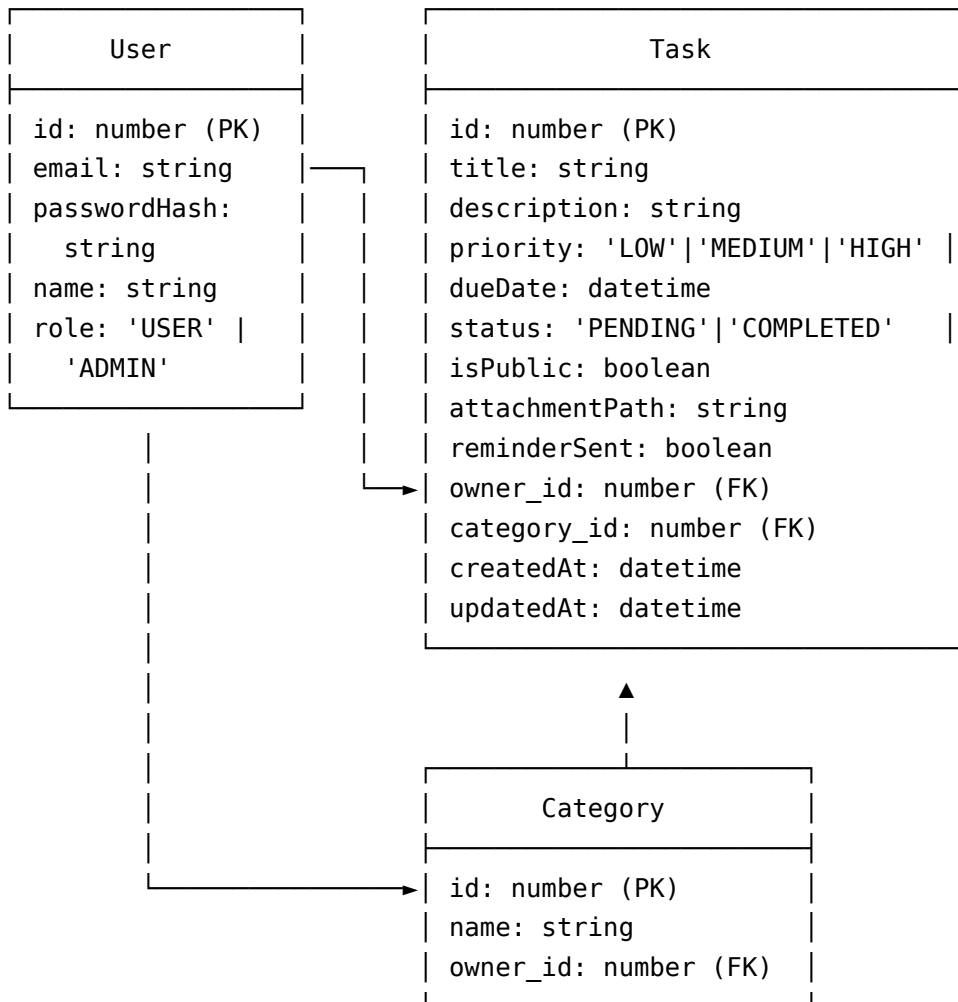 User
id: number (PK)
email: string
passwordHash:
string
name: string
role: 'USER' |
'ADMIN'
Task
id: number (PK)
title: string
description: string
priority: 'LOW'|'MEDIUM'|'HIGH'
dueDate: datetime
status: 'PENDING'|'COMPLETED'
isPublic: boolean
attachmentPath: string
reminderSent: boolean
owner_id: number (FK)
category_id: number (FK)
createdAt: datetime
updatedAt: datetime
Category
id: number (PK)
name: string
owner_id: number (FK)